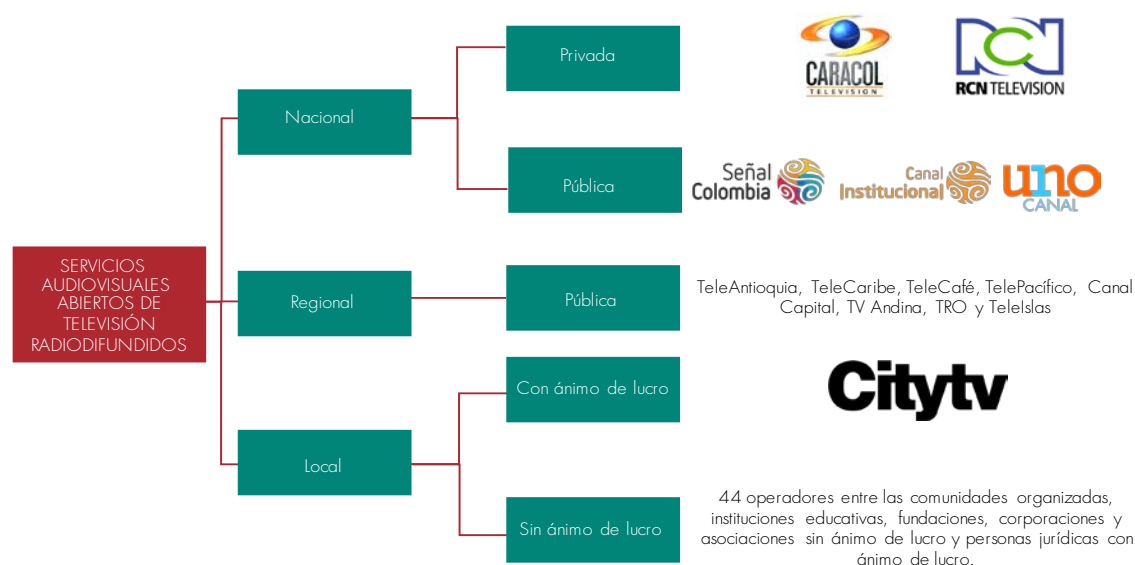 Privada
CARACOL
TELEVISION
RCN TELEVISION
Nacional
Pública
Señal
Colombia
Canal
Institucional
uno
CANAL
SERVICIOS
AUDIOVISUALES
ABIERTOS DE
TELEVISIÓN
RADIODIFUNDIDOS
Regional
Pública
TeleAntioquia, TeleCaribe, TeleCafé, TelePacífico, Canal
Capital, TV Andina, TRO y TeleIslas
Con ánimo de lucro
Citytv
Local
Sin ánimo de lucro
44 operadores entre las comunidades organizadas,
instituciones educativas, fundaciones, corporaciones y
asociaciones sin ánimo de lucro y personas jurídicas con
ánimo de lucro.